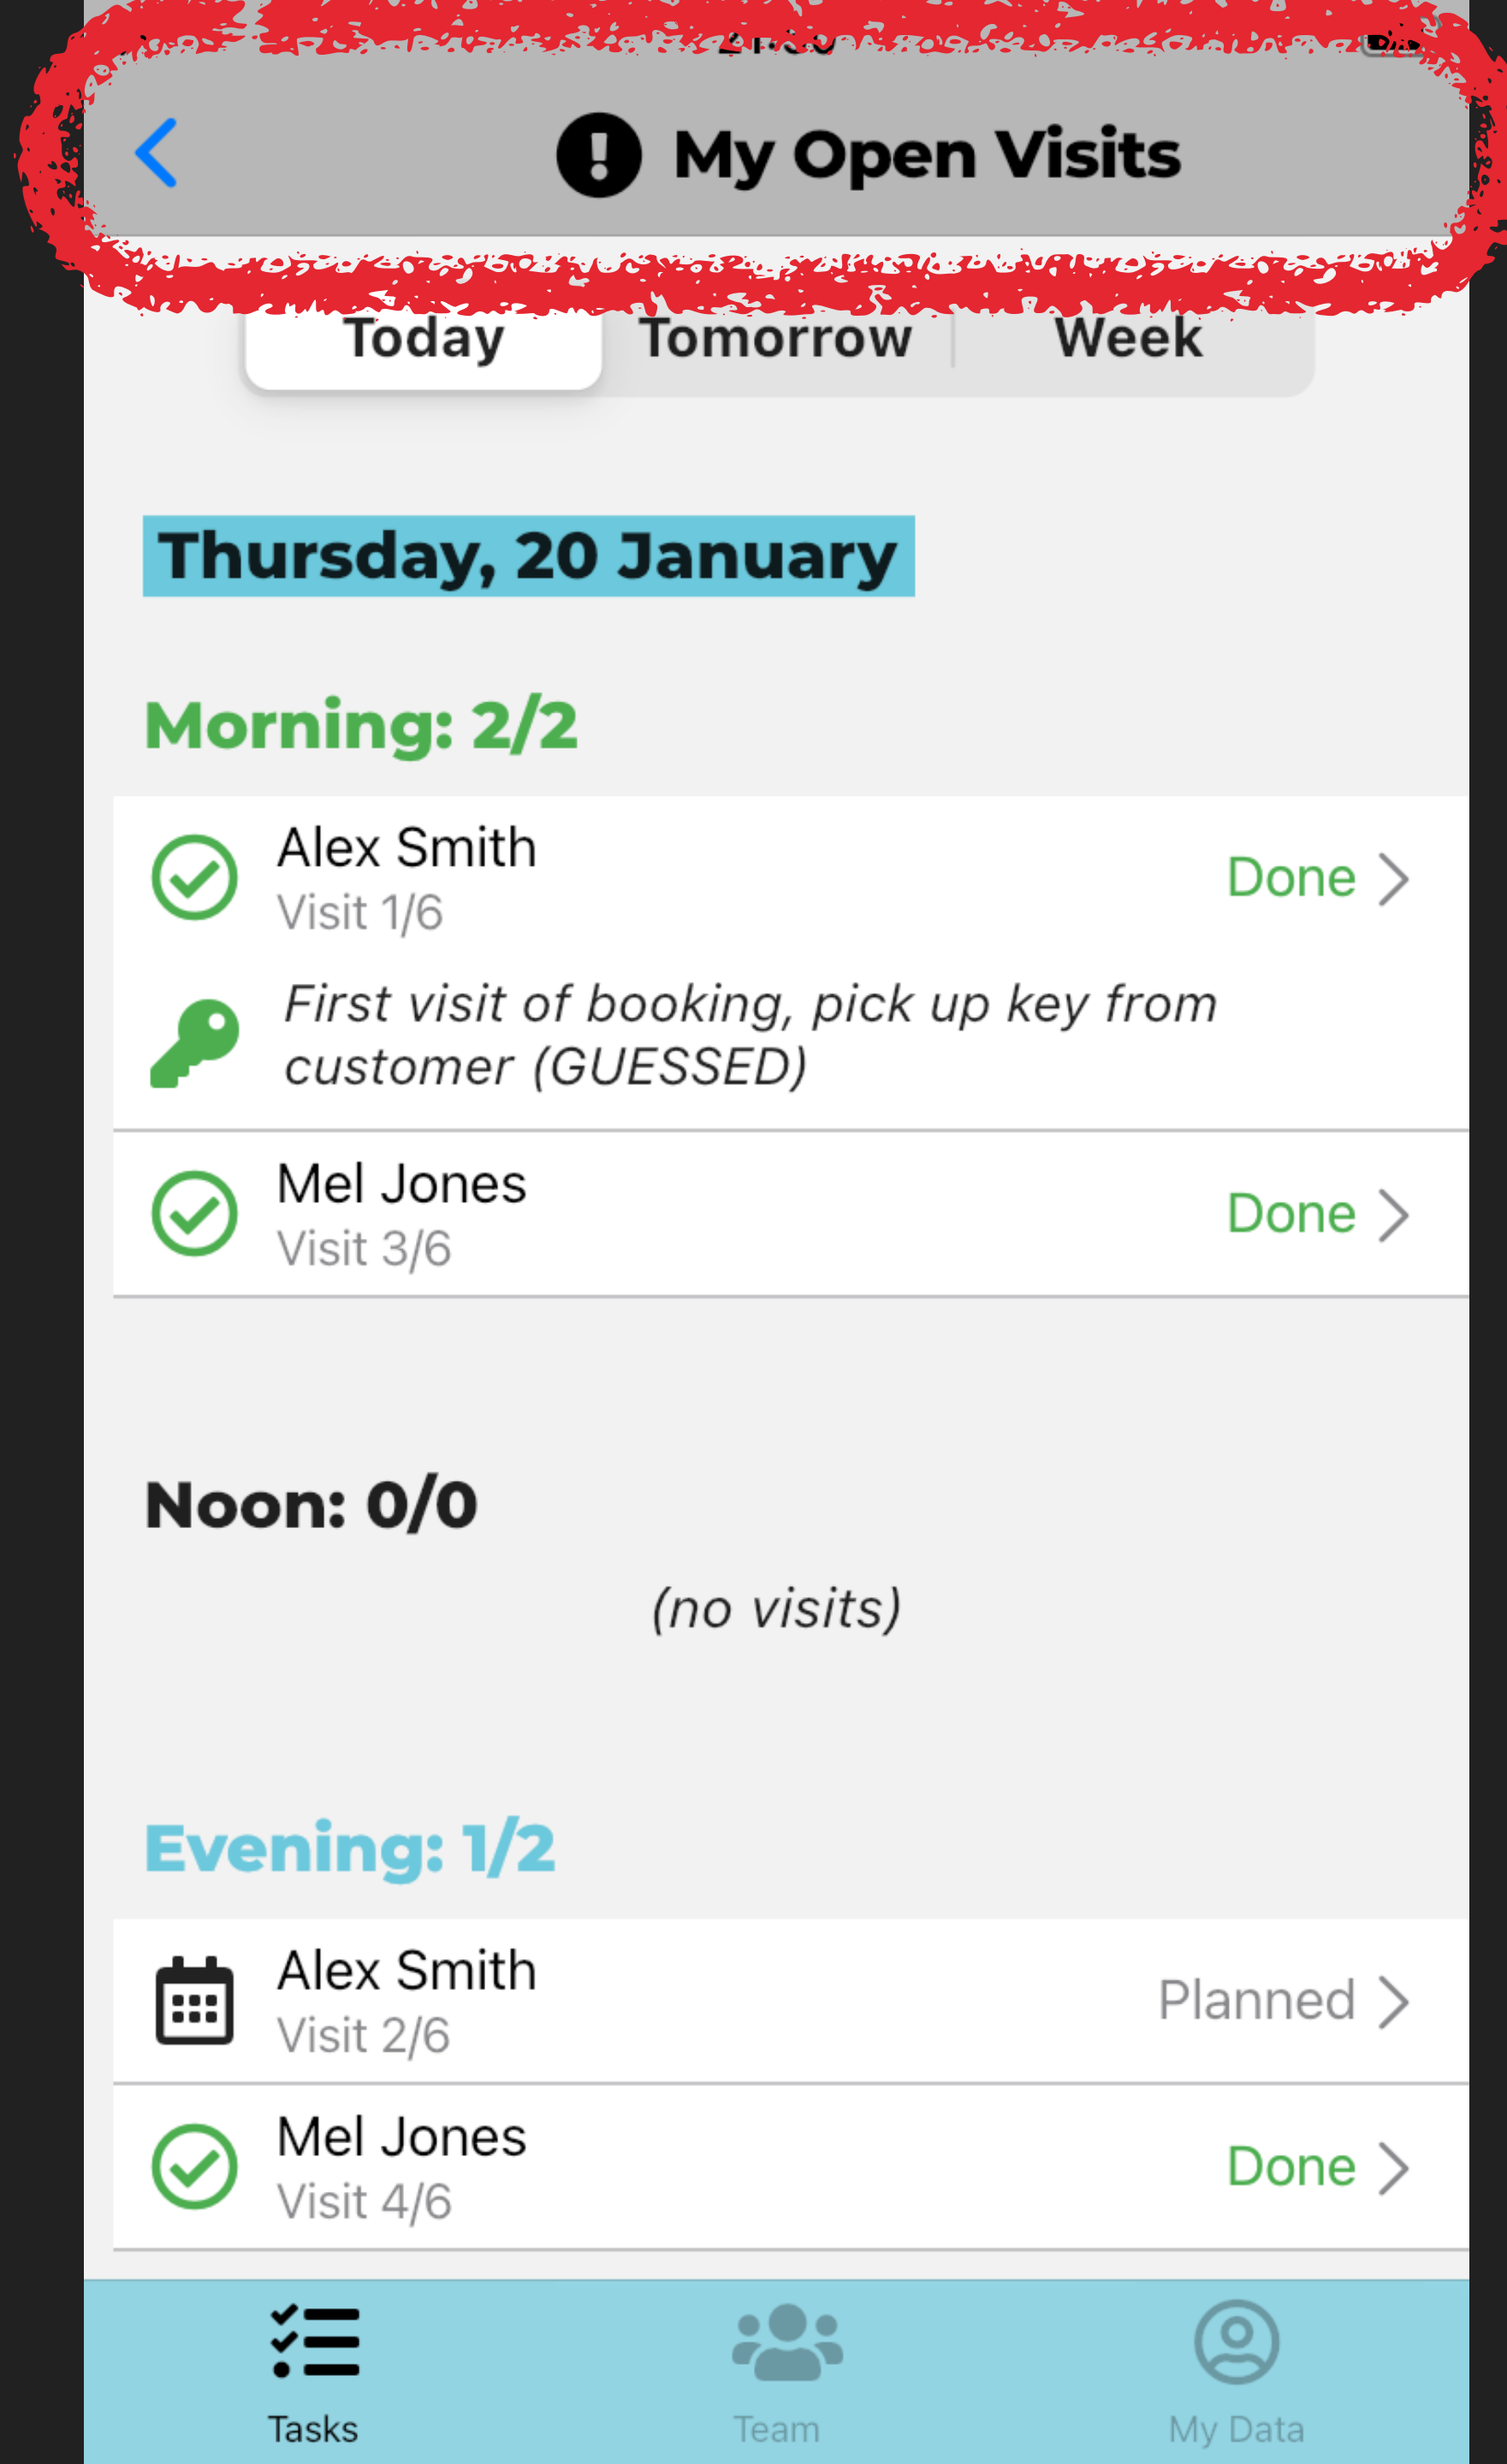 My Open Visits
Today Tomorrow Week
Thursday, 20 January
Morning: 2/2
Alex Smith
Visit 1/6
Done
First visit of booking, pick up key from
customer (GUESSED)
Mel Jones
Visit 3/6
Done
Noon: 0/0
(no visits)
Evening: 1/2
Alex Smith
Visit 2/6
Planned
Mel Jones
Visit 4/6
Done
Tasks Team My Data